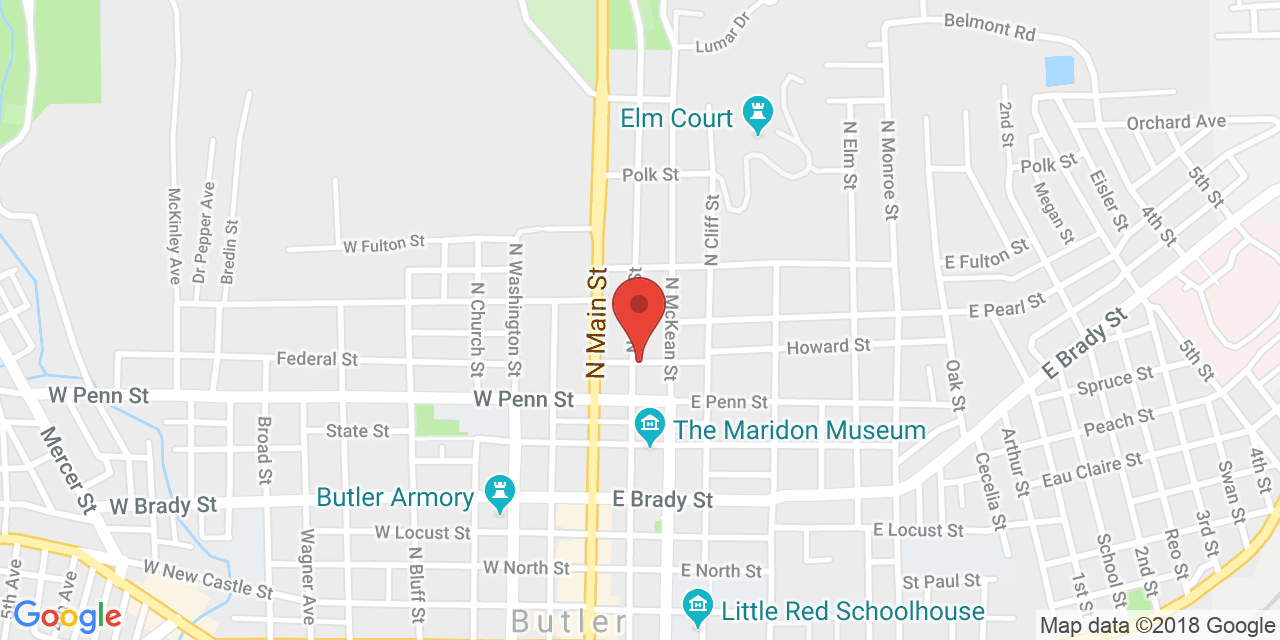 Lumar Dr
Belmont Rd
Elm Court
2nd St
Orchard Ave
N Elm St
N Monroe St
Polk St
Polk St
5th St
Eisler St
4th St
Megan St
McKinley Ave
Dr Pepper Ave
Bredin St
N Cliff St
W Fulton St
E Fulton St
N Washington St
N Main St
N McKean St
N Church St
E Pearl St
E Brady St
Howard St
Federal St
5th St
Oak St
Spruce St
W Penn St
W Penn St
E Penn St
Peach St
State St
The Maridon Museum
Broad St
Mercer St
Arthur St
Cecelia St
Eau Claire St
4th St
Swan St
W Brady St
Butler Armory
E Brady St
3rd St
W Locust St
E Locust St
Wagner Ave
N Bluff St
School St
2nd St
Reo St
W New Castle St
W North St
E North St
St Paul St
1st St
5th Ave
Little Red Schoolhouse
Butler
Google
Map data ©2018 Google